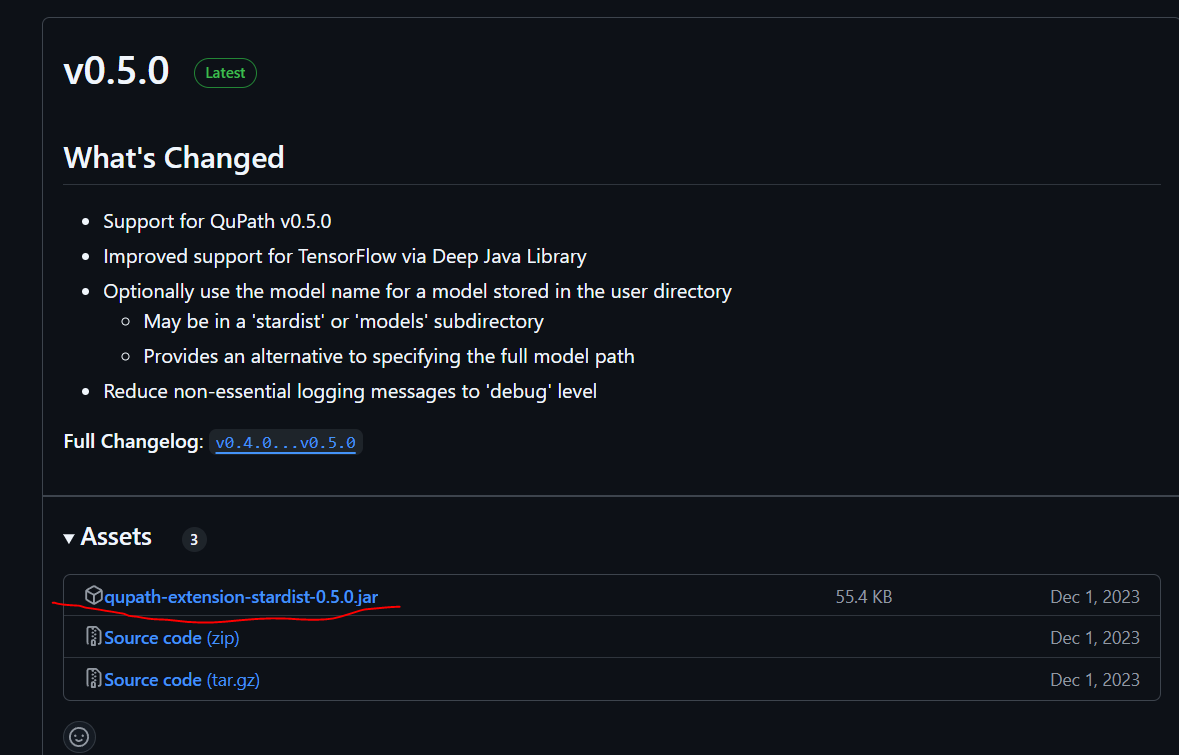 v0.5.0 Latest
What's Changed
Support for QuPath v0.5.0
Improved support for TensorFlow via Deep Java Library
Optionally use the model name for a model stored in the user directory
May be in a 'stardist' or 'models' subdirectory
Provides an alternative to specifying the full model path
Reduce non-essential logging messages to 'debug' level
Full Changelog: v0.4.0...v0.5.0
Assets 3
qupath-extension-stardist-0.5.0.jar 55.4 KB Dec 1, 2023
Source code (zip) Dec 1, 2023
Source code (tar.gz) Dec 1, 2023